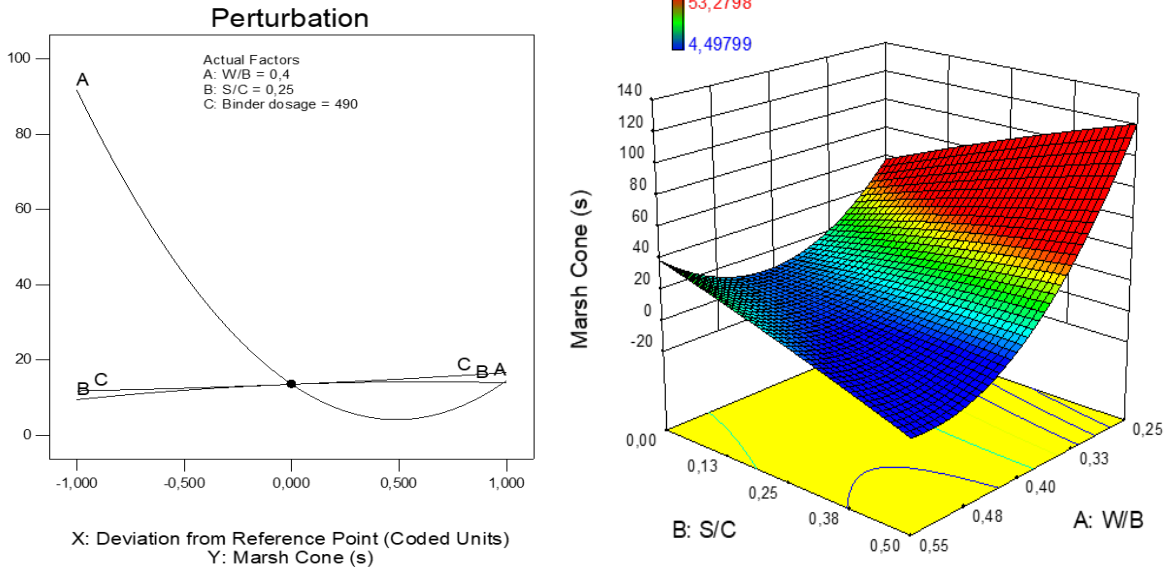 Perturbation
100
80
60
40
20
0
A
Actual Factors
A: W/B = 0,4
B: S/C = 0,25
C: Binder dosage = 490
B
C
C
B
A
-1,000
-0,500
0,000
0,500
1,000
X: Deviation from Reference Point (Coded Units)
Y: Marsh Cone (s)
53,2798
4,49799
140
120
100
80
60
40
20
0
-20
Marsh Cone (s)
0,00
0,13
0,25
0,38
0,50
B: S/C
0,25
0,33
0,40
0,48
0,55
A: W/B